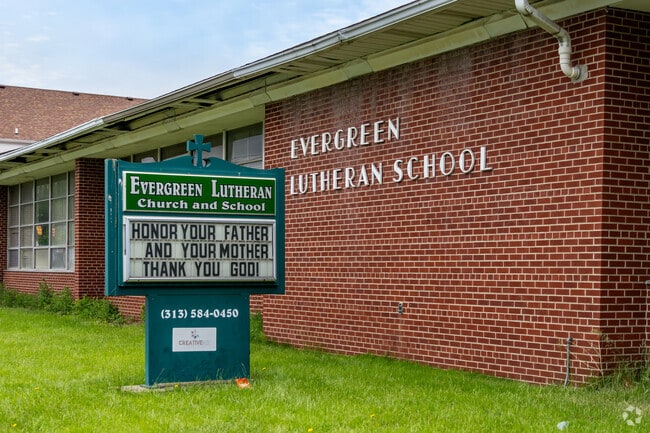 EVERGREEN
LUTHERAN SCHOOL
EVERGREEN LUTHERAN
CHURCH AND SCHOOL
HONOR YOUR FATHER
AND YOUR MOTHER
THANK YOU GOD!
(313) 584-0450
CREATIVE